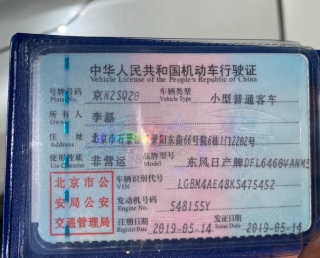 中华人民共和国机动车行驶证
Vehicle License of the People's Republic of China
号牌号码 京NZS028 车辆类型 小型普通客车
Plate No. Vehicle Type
所有人 李磊
Owner
住址
Address
使用性质 非营运 品牌型号 东风日产牌DFL6460VANM5
Use Character Model
北京市公 车辆识别代号
安局公安 VIN LGBM4AE48KS475452
交通管理局 发动机号码 548155Y
Engine No.
注册日期 2019-05-14 发证日期 2019-05-14
Register Date Issue Date